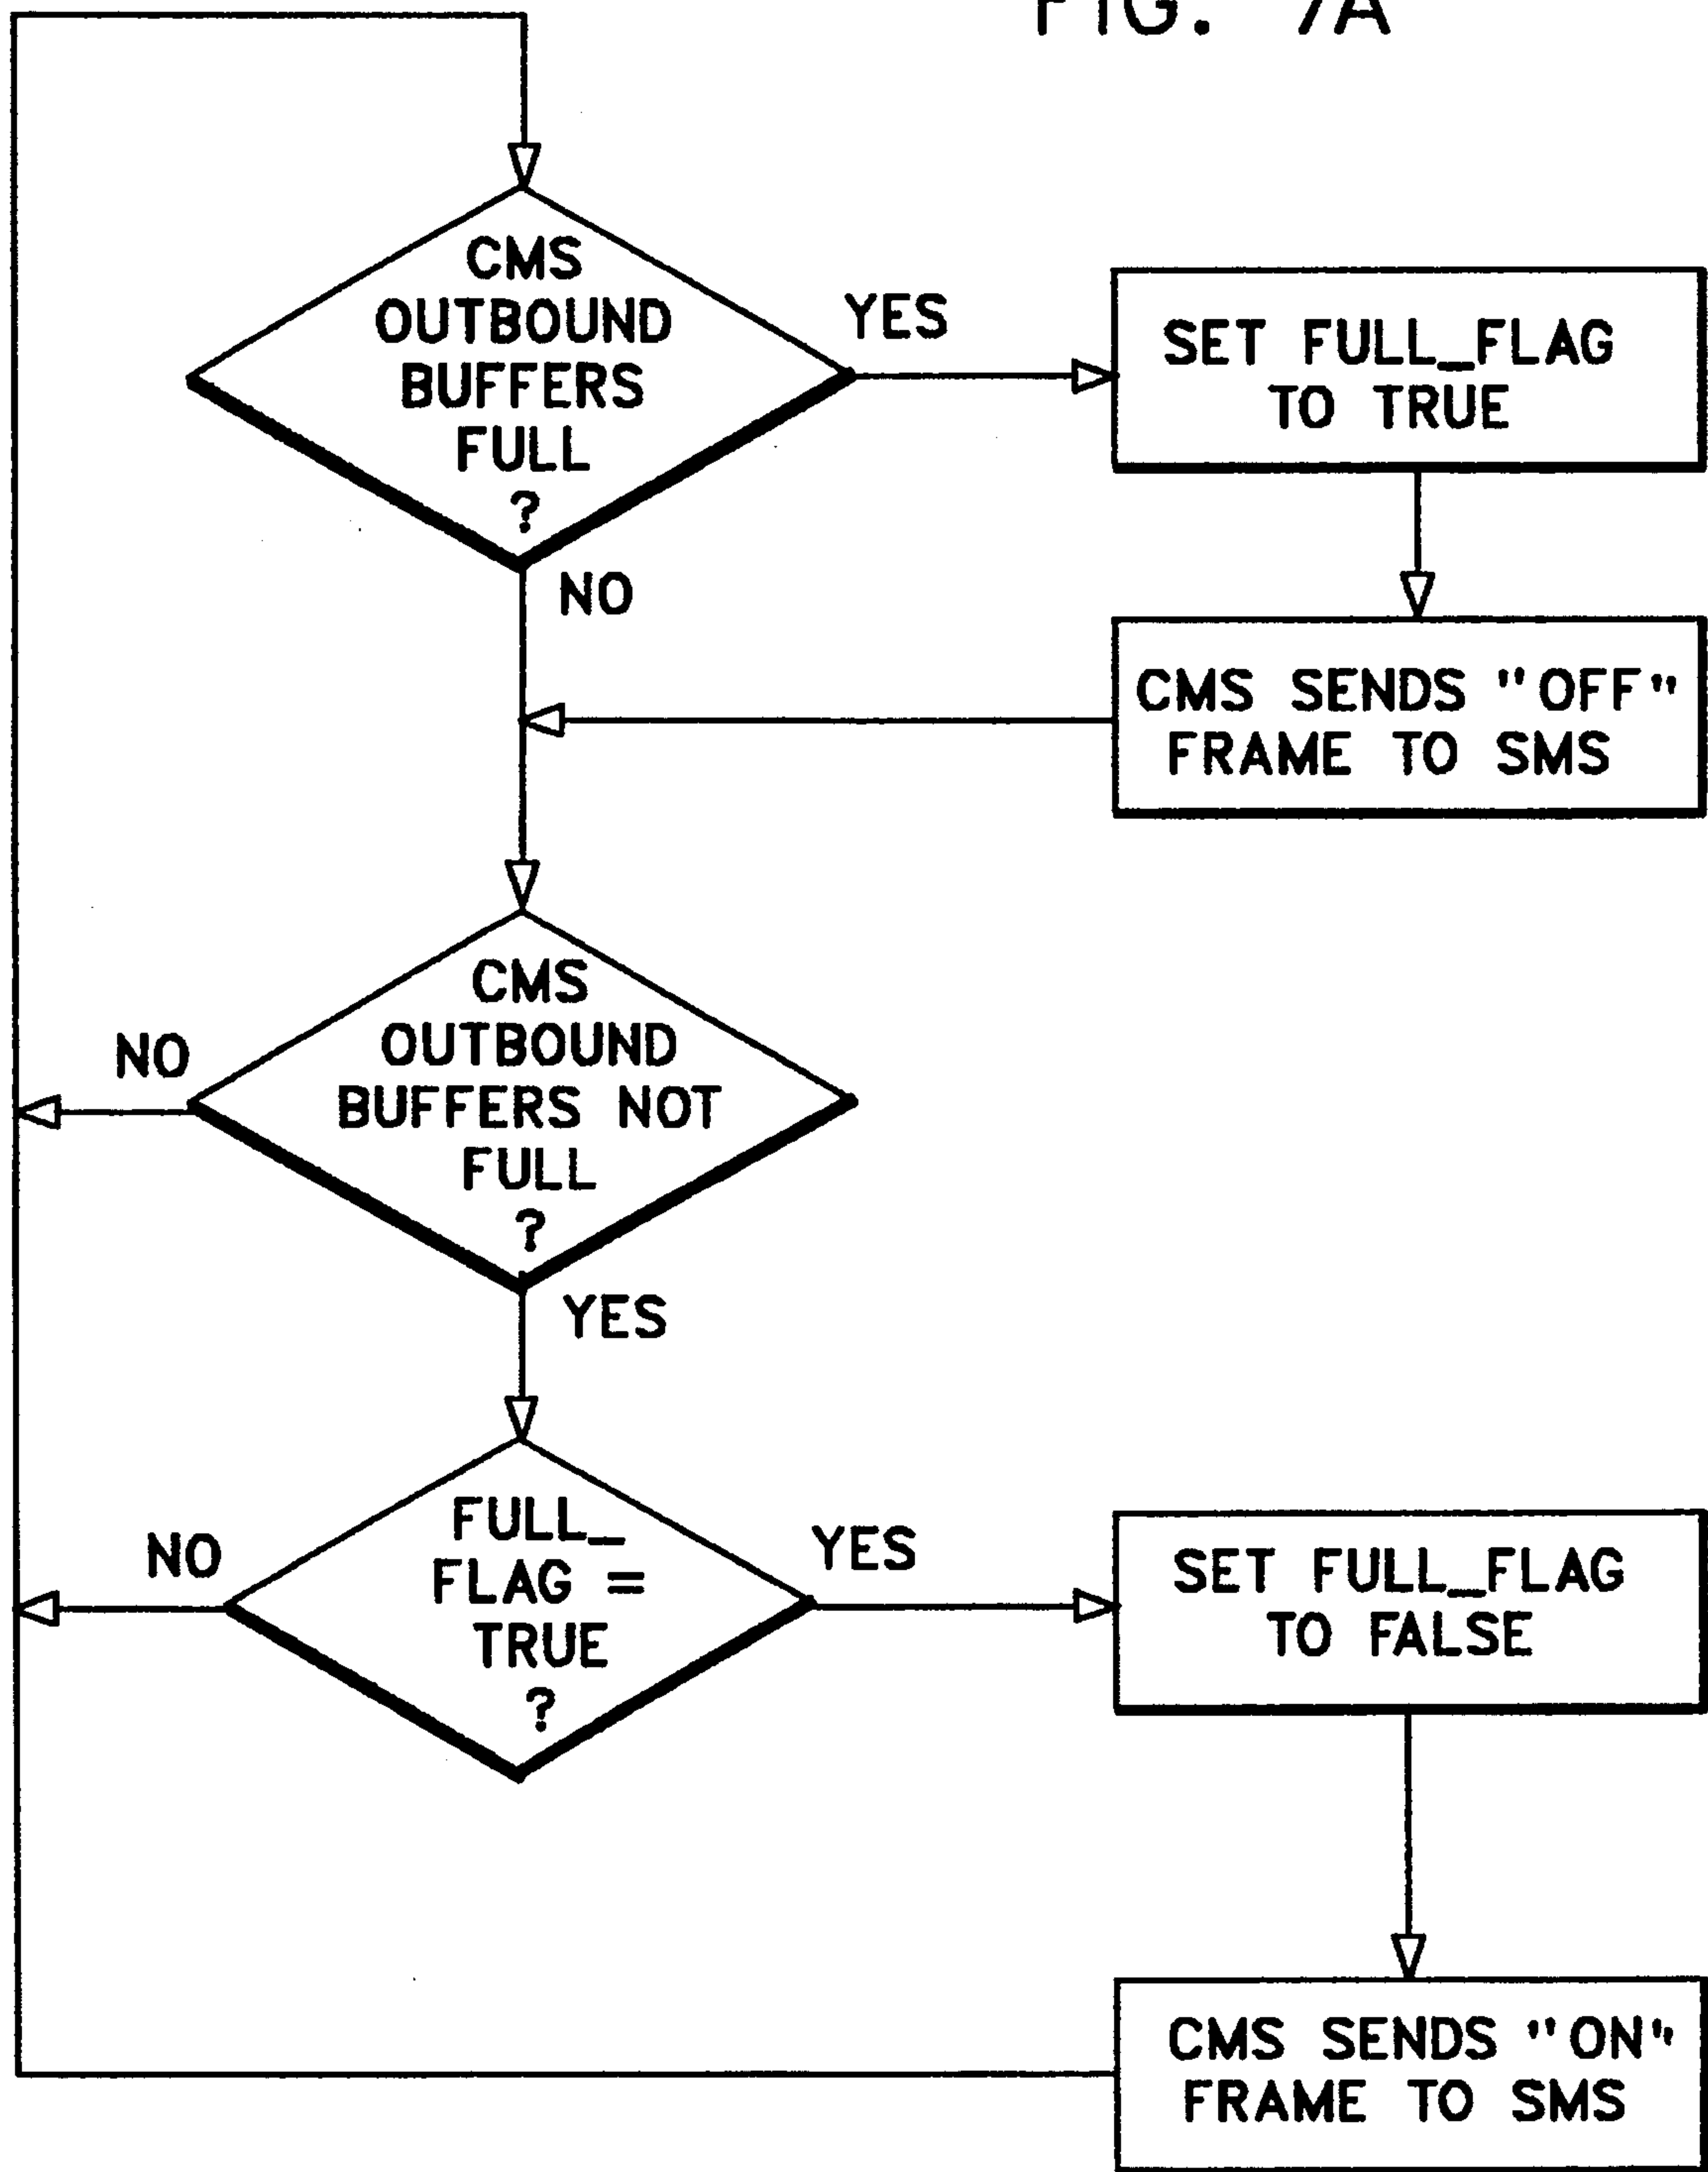 FIG. 7A
CMS
OUTBOUND
BUFFERS
FULL
?
YES
SET FULL_FLAG
TO TRUE
NO
CMS SENDS "OFF"
FRAME TO SMS
CMS
OUTBOUND
BUFFERS NOT
FULL
?
NO
YES
FULL_
FLAG =
TRUE
?
NO
YES
SET FULL_FLAG
TO FALSE
CMS SENDS "ON"
FRAME TO SMS